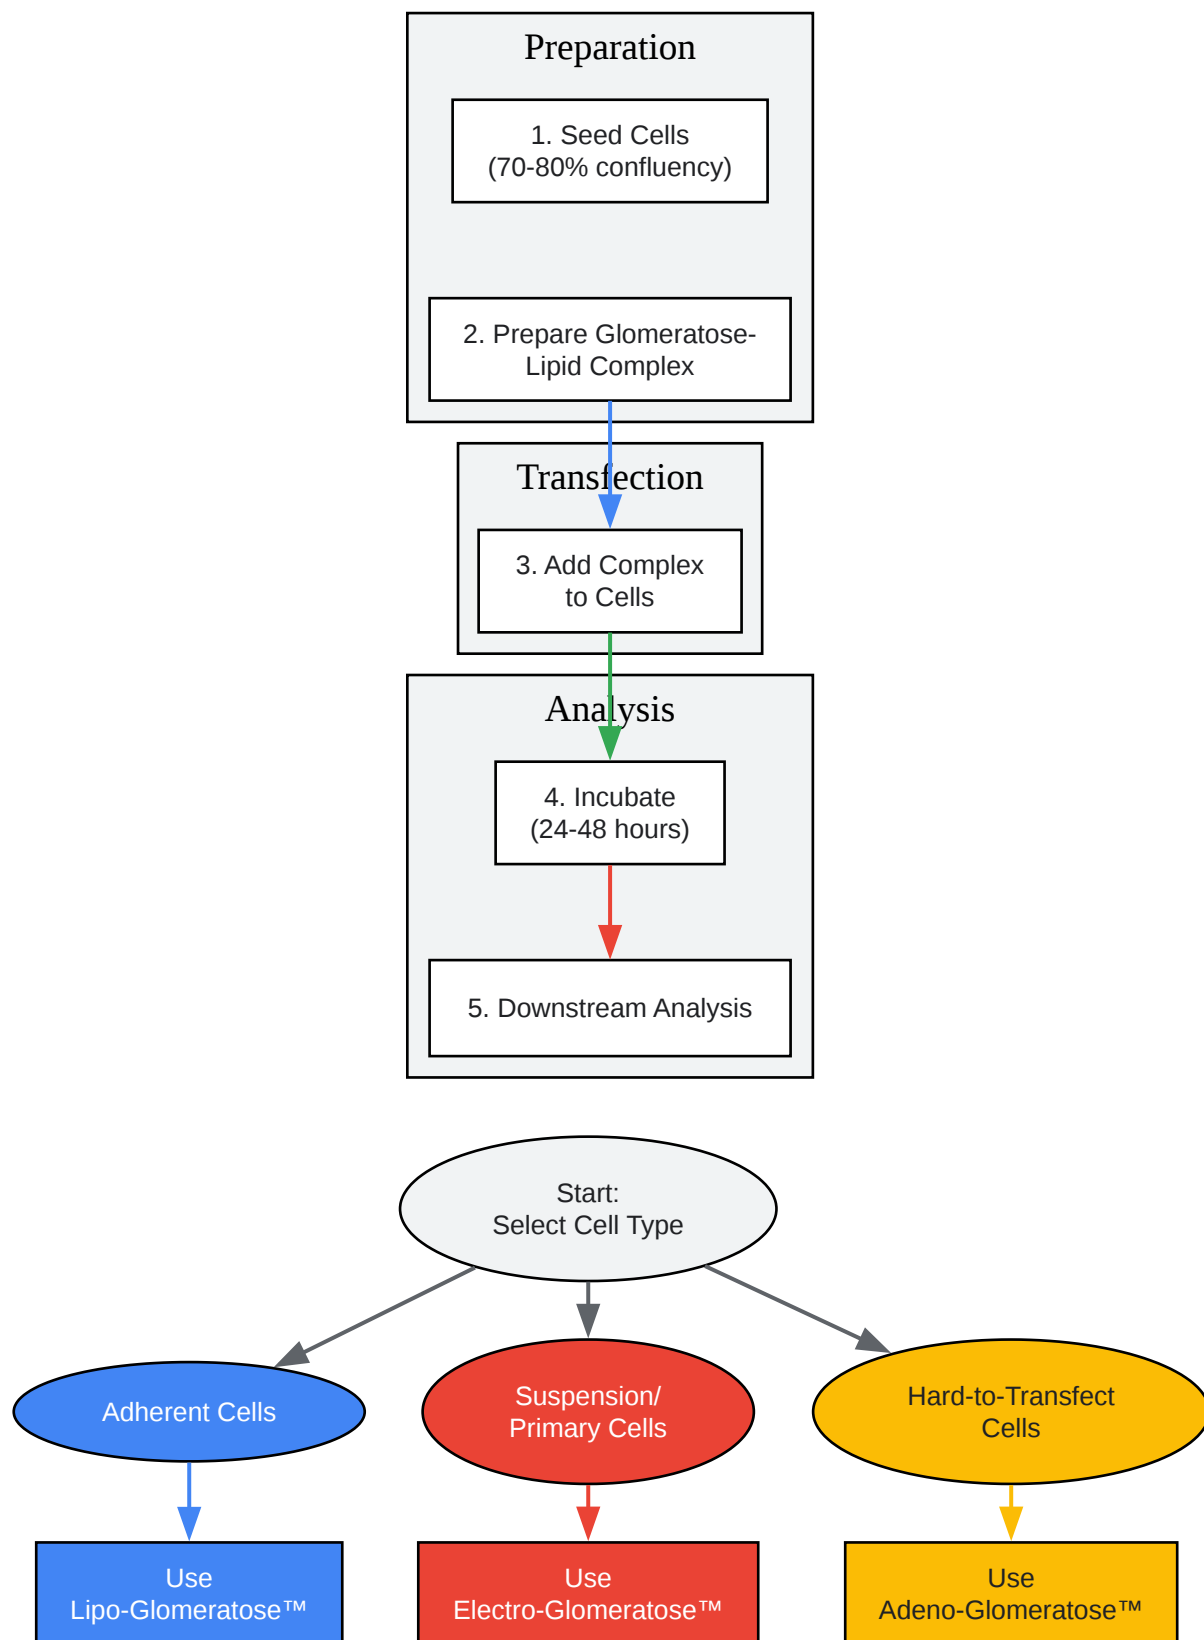 Preparation
1. Seed Cells
(70-80% confluency)
2. Prepare Glomeratose-
Lipid Complex
Transfection
3. Add Complex
to Cells
Analysis
4. Incubate
(24-48 hours)
5. Downstream Analysis
Start:
Select Cell Type
Adherent Cells
Suspension/
Primary Cells
Hard-to-Transfect
Cells
Use
Lipo-Glomeratose™
Use
Electro-Glomeratose™
Use
Adeno-Glomeratose™